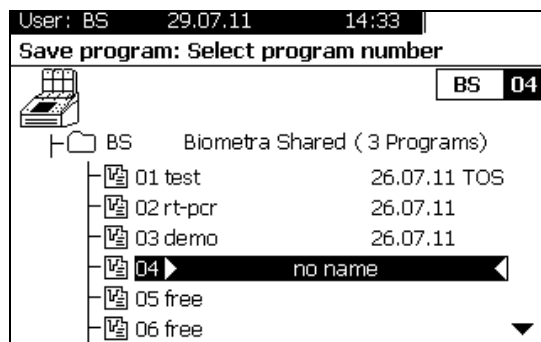 User: BS 29.07.11 14:33
Save program: Select program number
BS 04
BS Biometra Shared ( 3 Programs)
01 test 26.07.11 TOS
02 rt-pcr 26.07.11
03 demo 26.07.11
04 no name
05 free
06 free